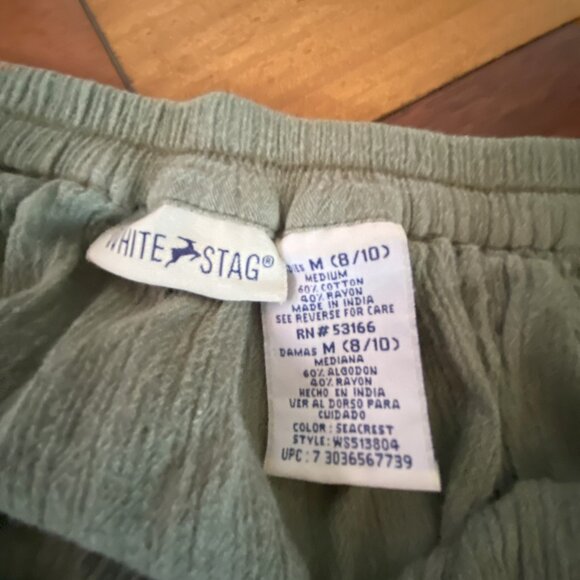 WHITE STAG®
M (8/10)
MEDIUM
60% COTTON
40% RAYON
MADE IN INDIA
SEE REVERSE FOR CARE
RN# 53166
DAMAS M (8/10)
MEDIANA
60% ALGODON
40% RAYON
HECHO EN INDIA
VER AL DORSO PARA
CUIDADO
COLOR : SEACREST
STYLE: WS513804
UPC : 7 3036567739